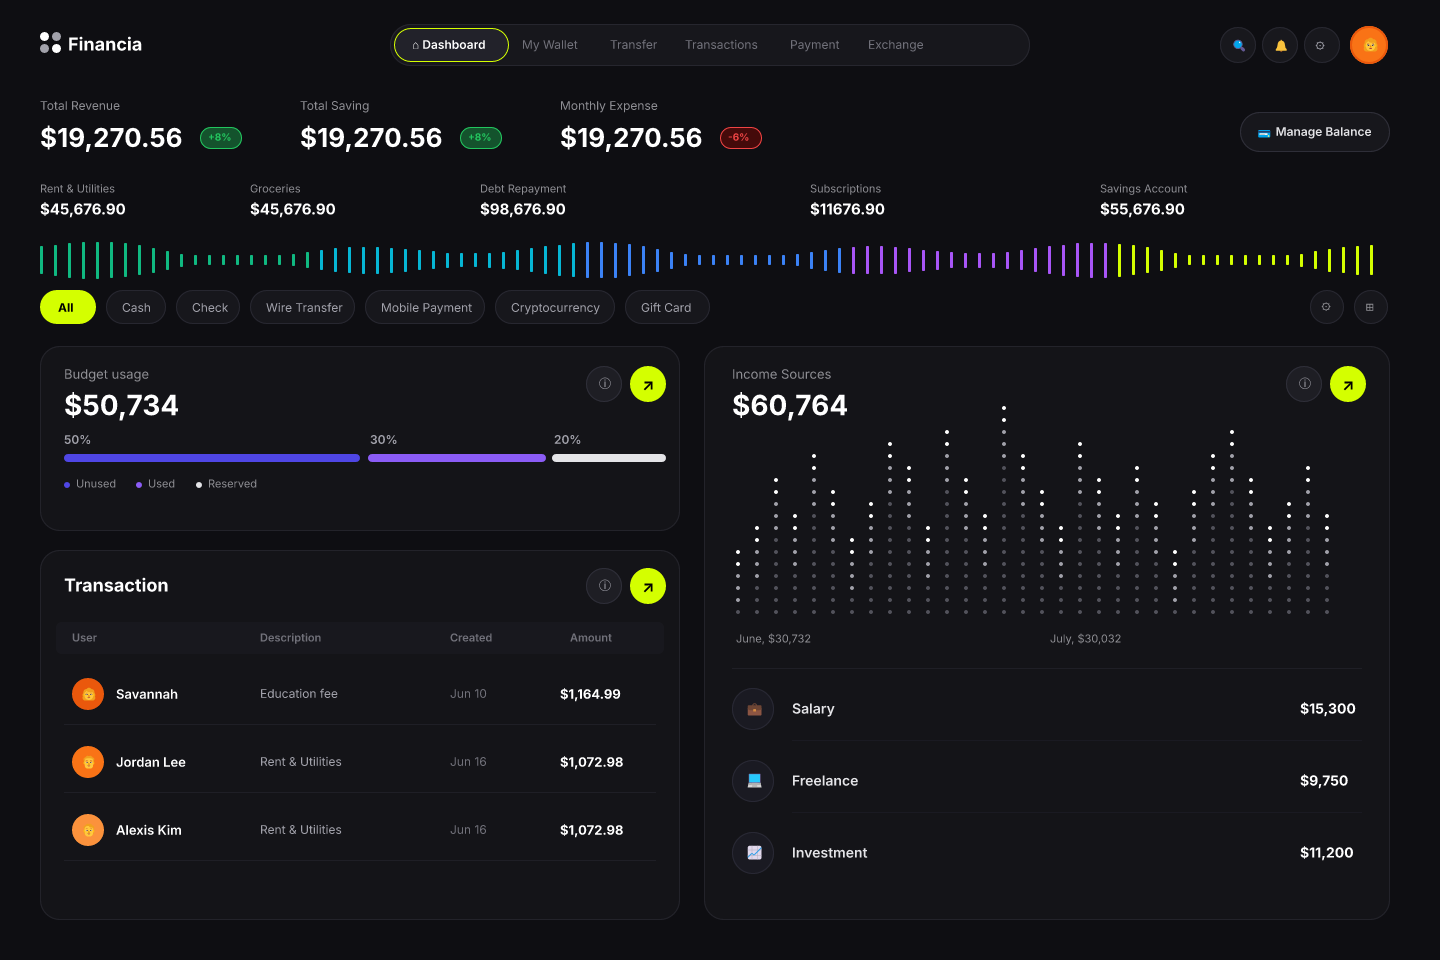 Financia
Dashboard
My Wallet
Transfer
Transactions
Payment
Exchange
Total Revenue
$19,270.56
+8%
Total Saving
$19,270.56
+8%
Monthly Expense
$19,270.56
-6%
Manage Balance
Rent & Utilities
$45,676.90
Groceries
$45,676.90
Debt Repayment
$98,676.90
Subscriptions
$11676.90
Savings Account
$55,676.90
All
Cash
Check
Wire Transfer
Mobile Payment
Cryptocurrency
Gift Card
Budget usage
$50,734
50%
30%
20%
Unused
Used
Reserved
Transaction
User
Description
Created
Amount
Savannah
Education fee
Jun 10
$1,164.99
Jordan Lee
Rent & Utilities
Jun 16
$1,072.98
Alexis Kim
Rent & Utilities
Jun 16
$1,072.98
Income Sources
$60,764
June, $30,732
July, $30,032
Salary
$15,300
Freelance
$9,750
Investment
$11,200